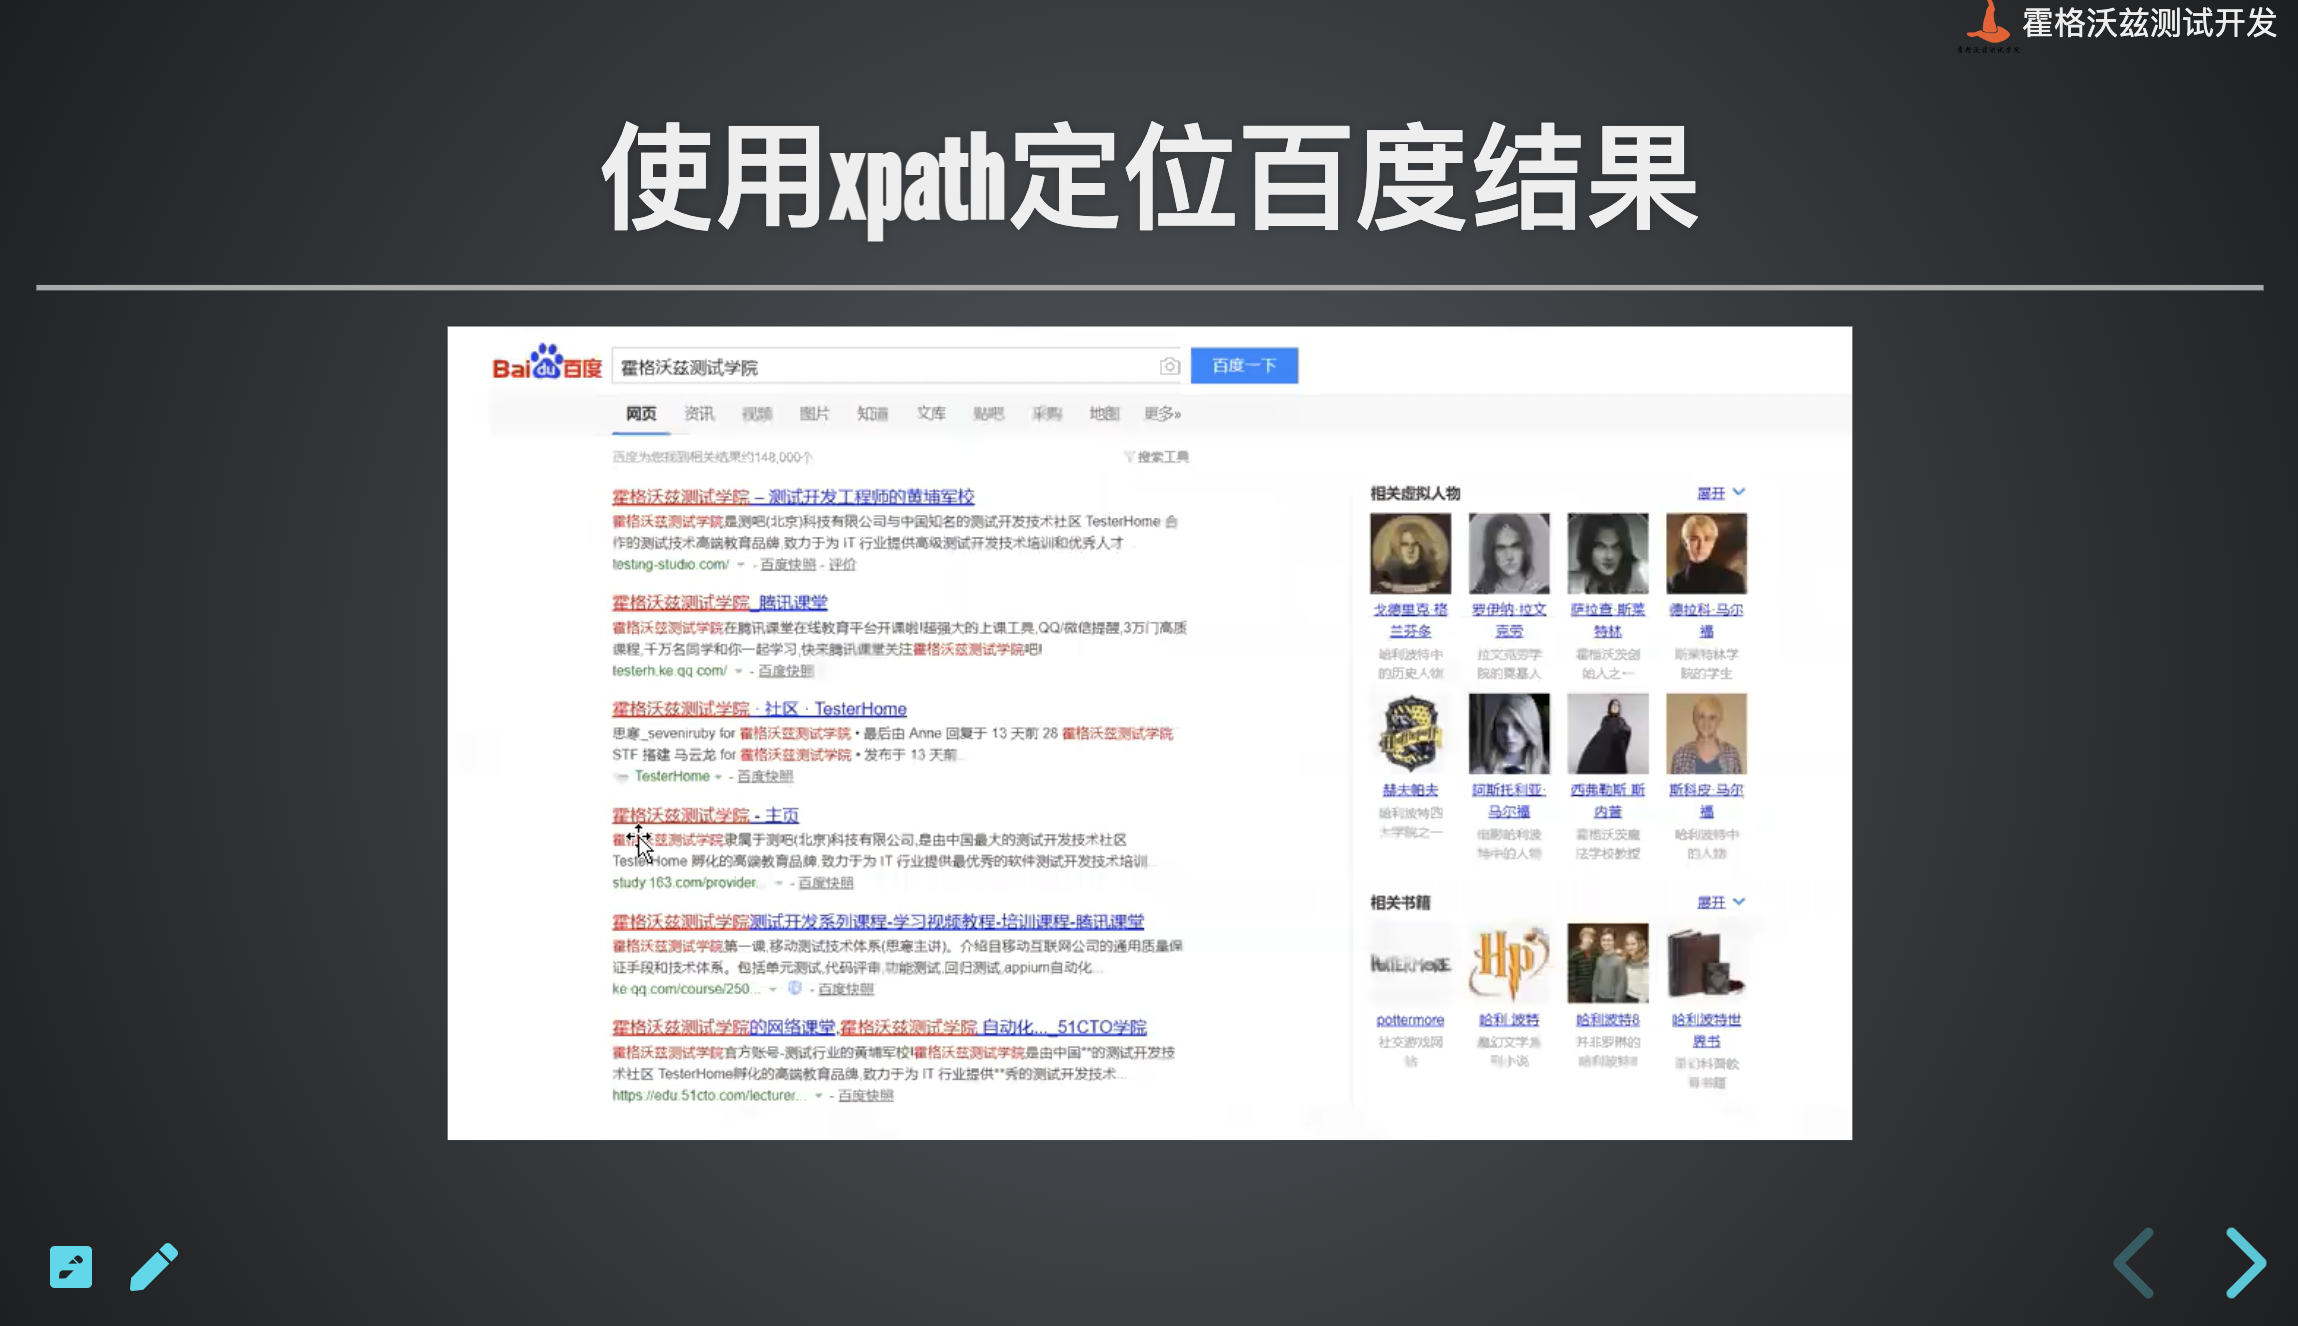 霍格沃兹测试开发
使用xpath定位百度结果
Bai du 百度
霍格沃兹测试学院
百度一下
网页 资讯 视频 图片 知道 文库 贴吧 采购 地图 更多»
百度为您找到相关结果约148,000个
搜索工具
霍格沃兹测试学院 – 测试开发工程师的黄埔军校
霍格沃兹测试学院是测吧(北京)科技有限公司与中国知名的测试开发技术社区 TesterHome 合
作的测试技术高端教育品牌,致力于为 IT 行业提供高级测试开发技术培训和优秀人才
testing-studio.com/ - 百度快照 - 评价
霍格沃兹测试学院_腾讯课堂
霍格沃兹测试学院在腾讯课堂在线教育平台开课啦!超强大的上课工具,QQ/微信提醒,3万门高质
课程,千万名同学和你一起学习,快来腾讯课堂关注霍格沃兹测试学院吧!
testerh.ke.qq.com/ - 百度快照
霍格沃兹测试学院 · 社区 · TesterHome
思寒_seveniruby for 霍格沃兹测试学院 • 最后由 Anne 回复于 13 天前 28 霍格沃兹测试学院
STF 搭建 马云龙 for 霍格沃兹测试学院 • 发布于 13 天前
TesterHome - 百度快照
霍格沃兹测试学院 - 主页
霍格沃兹测试学院隶属于测吧(北京)科技有限公司,是由中国最大的测试开发技术社区
TesterHome 孵化的高端教育品牌,致力于为 IT 行业提供最优秀的软件测试开发技术培训
study.163.com/provider... - 百度快照
霍格沃兹测试学院测试开发系列课程-学习视频教程-培训课程-腾讯课堂
霍格沃兹测试学院第一课,移动测试技术体系(思寒主讲)。介绍目移动互联网公司的通用质量保
证手段和技术体系。包括单元测试,代码评审,功能测试,回归测试,appium自动化...
ke.qq.com/course/250... - 百度快照
霍格沃兹测试学院的网络课堂,霍格沃兹测试学院 自动化..._51CTO学院
霍格沃兹测试学院官方账号-测试行业的黄埔军校!霍格沃兹测试学院是由中国**的测试开发技
术社区 TesterHome孵化的高端教育品牌,致力于为 IT 行业提供**秀的测试开发技术...
https://edu.51cto.com/lecturer... - 百度快照
相关虚拟人物 展开
戈德里克·格兰芬多
哈利波特中的历史人物
罗伊纳·拉文克劳
拉文克劳学院的奠基人
萨拉查·斯莱特林
霍格沃茨创始人之一
德拉科·马尔福
斯莱特林学院的学生
赫夫帕夫
哈利波特四大学院之一
阿斯托利亚·马尔福
西弗勒斯·斯内普
霍格沃茨魔法学校教授
斯科皮·马尔福
哈利波特中的人物
相关书籍 展开
pottermore
社交游戏网站
哈利·波特
魔幻文学系列小说
哈利波特8
哈利波特世界书